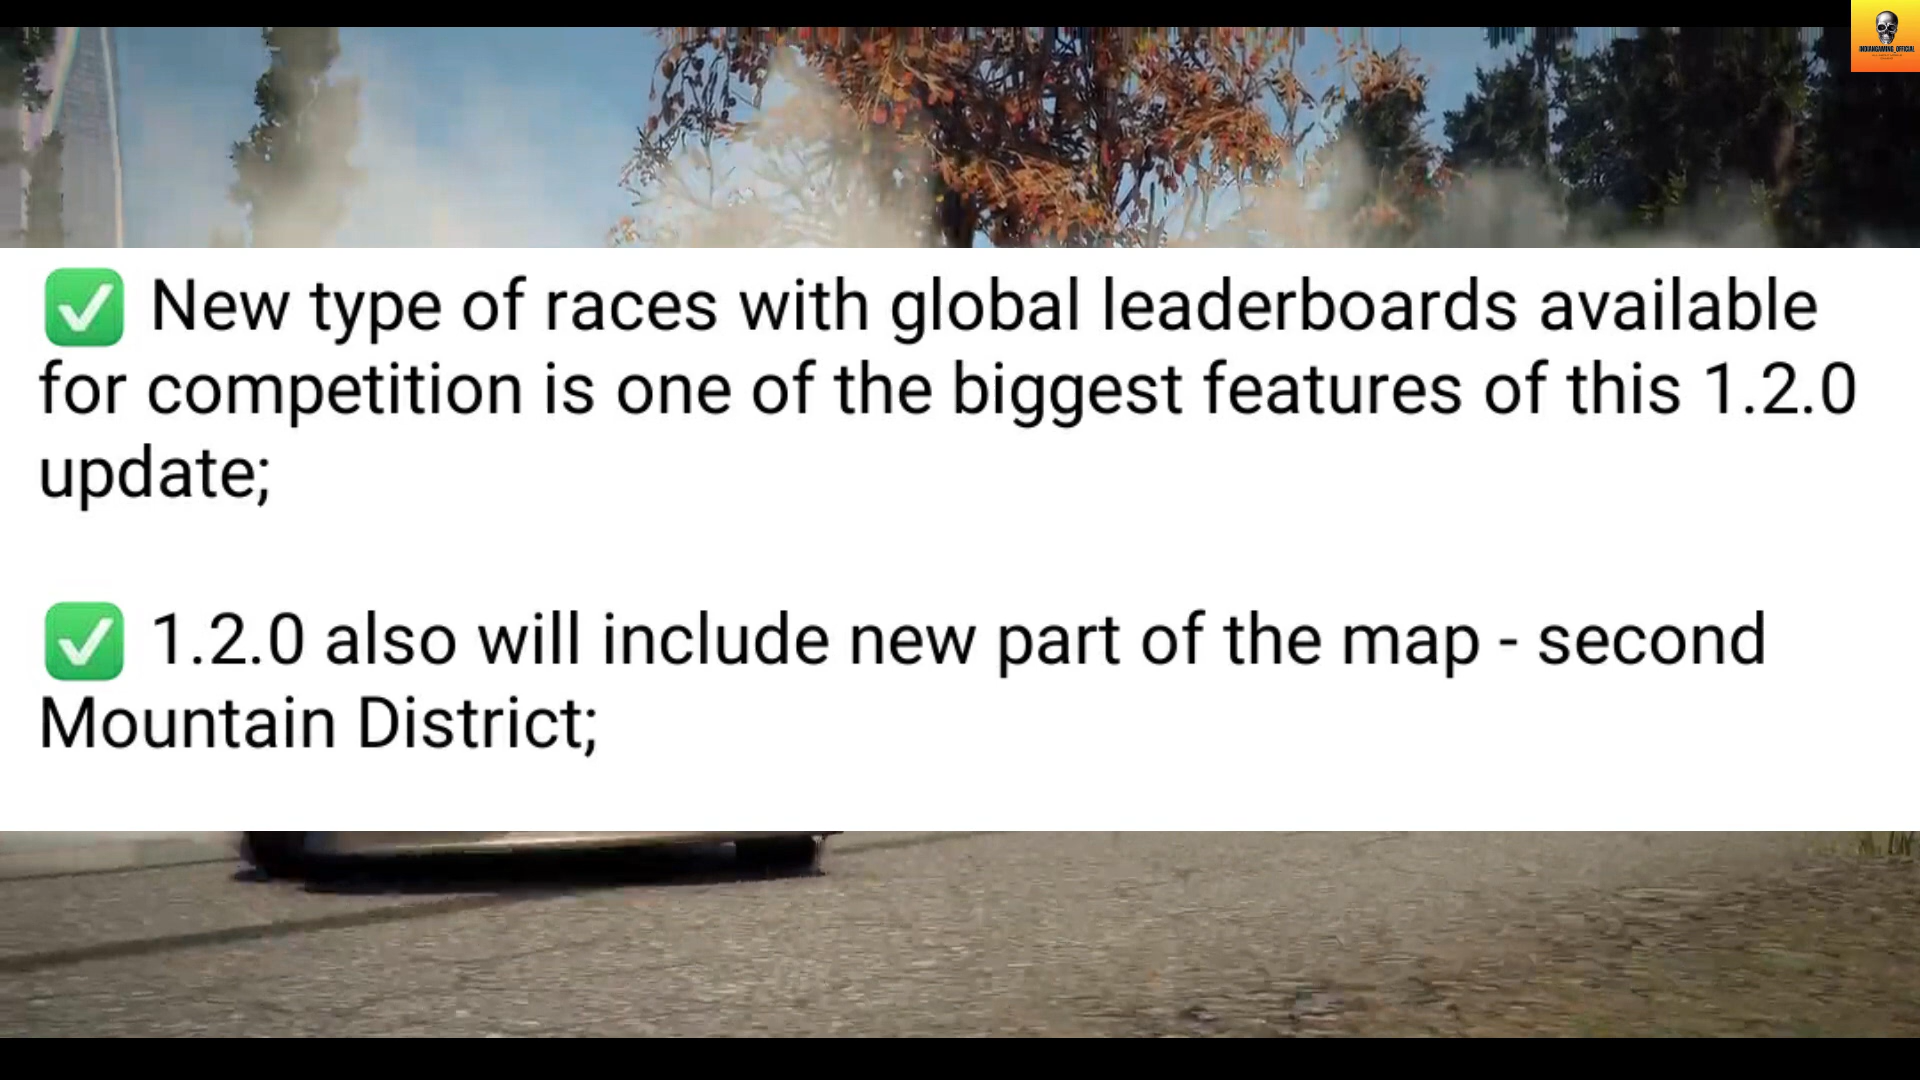 INDIANGAMING_OFFICIAL
✅ New type of races with global leaderboards available
for competition is one of the biggest features of this 1.2.0
update;
✅ 1.2.0 also will include new part of the map - second
Mountain District;